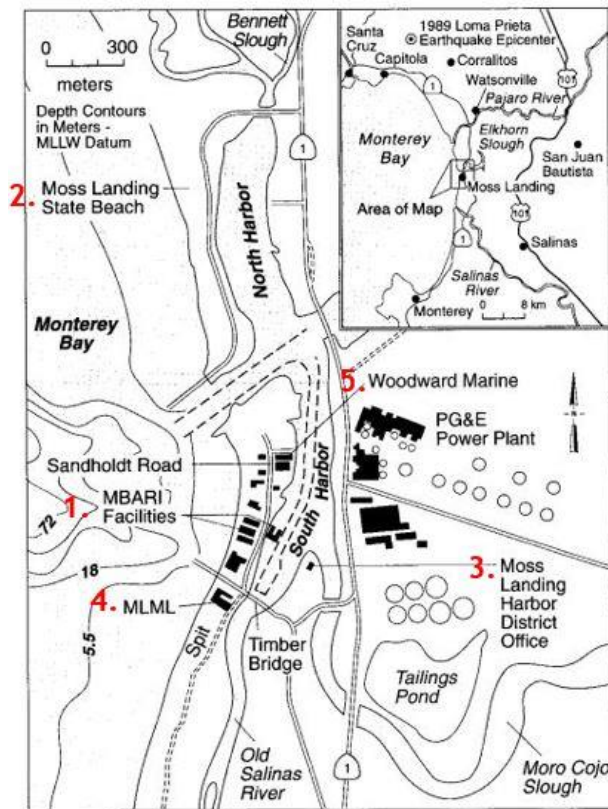 0 300
meters
Depth Contours
in Meters -
MLLW Datum
Bennett
Slough
1
2. Moss Landing
State Beach
North Harbor
Monterey
Bay
1989 Loma Prieta
Earthquake Epicenter
Santa
Cruz
Capitola
Corralitos
Watsonville
101
1
Pajaro River
Monterey
Bay
Elkhorn
Slough
San Juan
Bautista
Moss Landing
Area of Map
101
1
Salinas
Salinas
River
Monterey
0 8 km
5. Woodward Marine
N
PG&E
Power Plant
Sandholdt Road
1. MBARI
Facilities
South Harbor
72
18
5.5
3. Moss
Landing
Harbor
District
Office
4. MLML
Spit
Timber
Bridge
Tailings
Pond
Old
Salinas
River
1
Moro Cojo
Slough